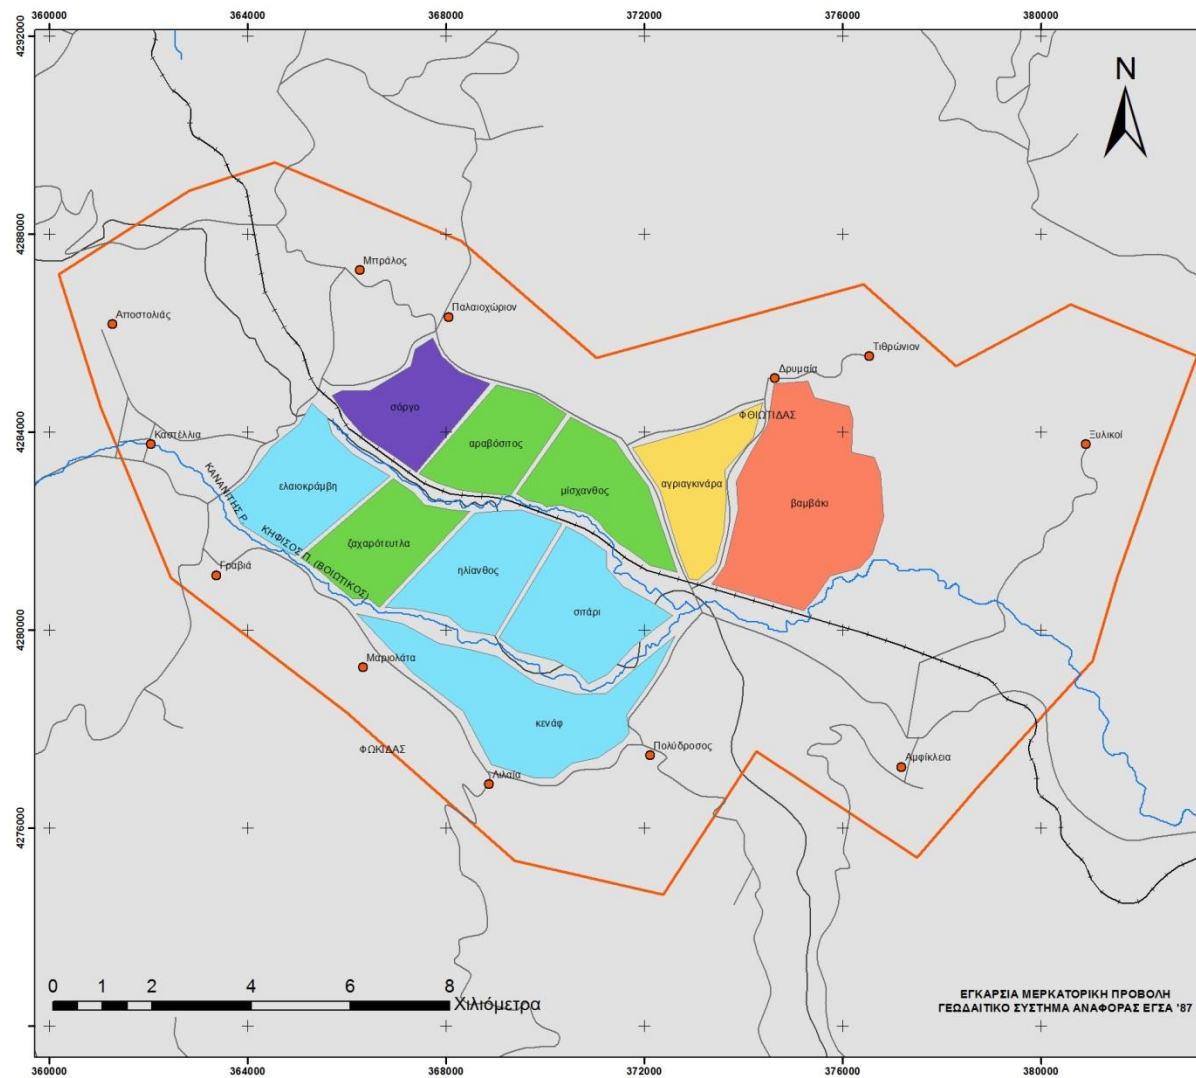 360000 364000 368000 372000 376000 380000
4292000
N
4288000
Μπράλος
Παλαιοχώριον
Αποστολιάς
Τιθρώνιον
Δρυμαία
σόργο
ΦΘΙΩΤΙΔΑΣ
4284000
αραβόσιτος
Καστέλλια
Ξυλικοί
ΚΑΝΙΑΝΙΤΗΣ Ρ.
ελαιοκράμβη
μίσχανθος
αγριαγκινάρα
βαμβάκι
ΚΗΦΙΣΟΣ Π. (ΒΟΙΩΤΙΚΟΣ)
ζαχαρότευτλα
Γραβιά
ηλίανθος
σιτάρι
4280000
Μαριολάτα
κενάφ
ΦΩΚΙΔΑΣ
Πολύδροσος
Αμφίκλεια
Λιλαία
4276000
0 1 2 4 6 8
Χιλιόμετρα
ΕΓΚΑΡΣΙΑ ΜΕΡΚΑΤΟΡΙΚΗ ΠΡΟΒΟΛΗ
ΓΕΩΔΑΙΤΙΚΟ ΣΥΣΤΗΜΑ ΑΝΑΦΟΡΑΣ ΕΓΣΑ '87
360000 364000 368000 372000 376000 380000